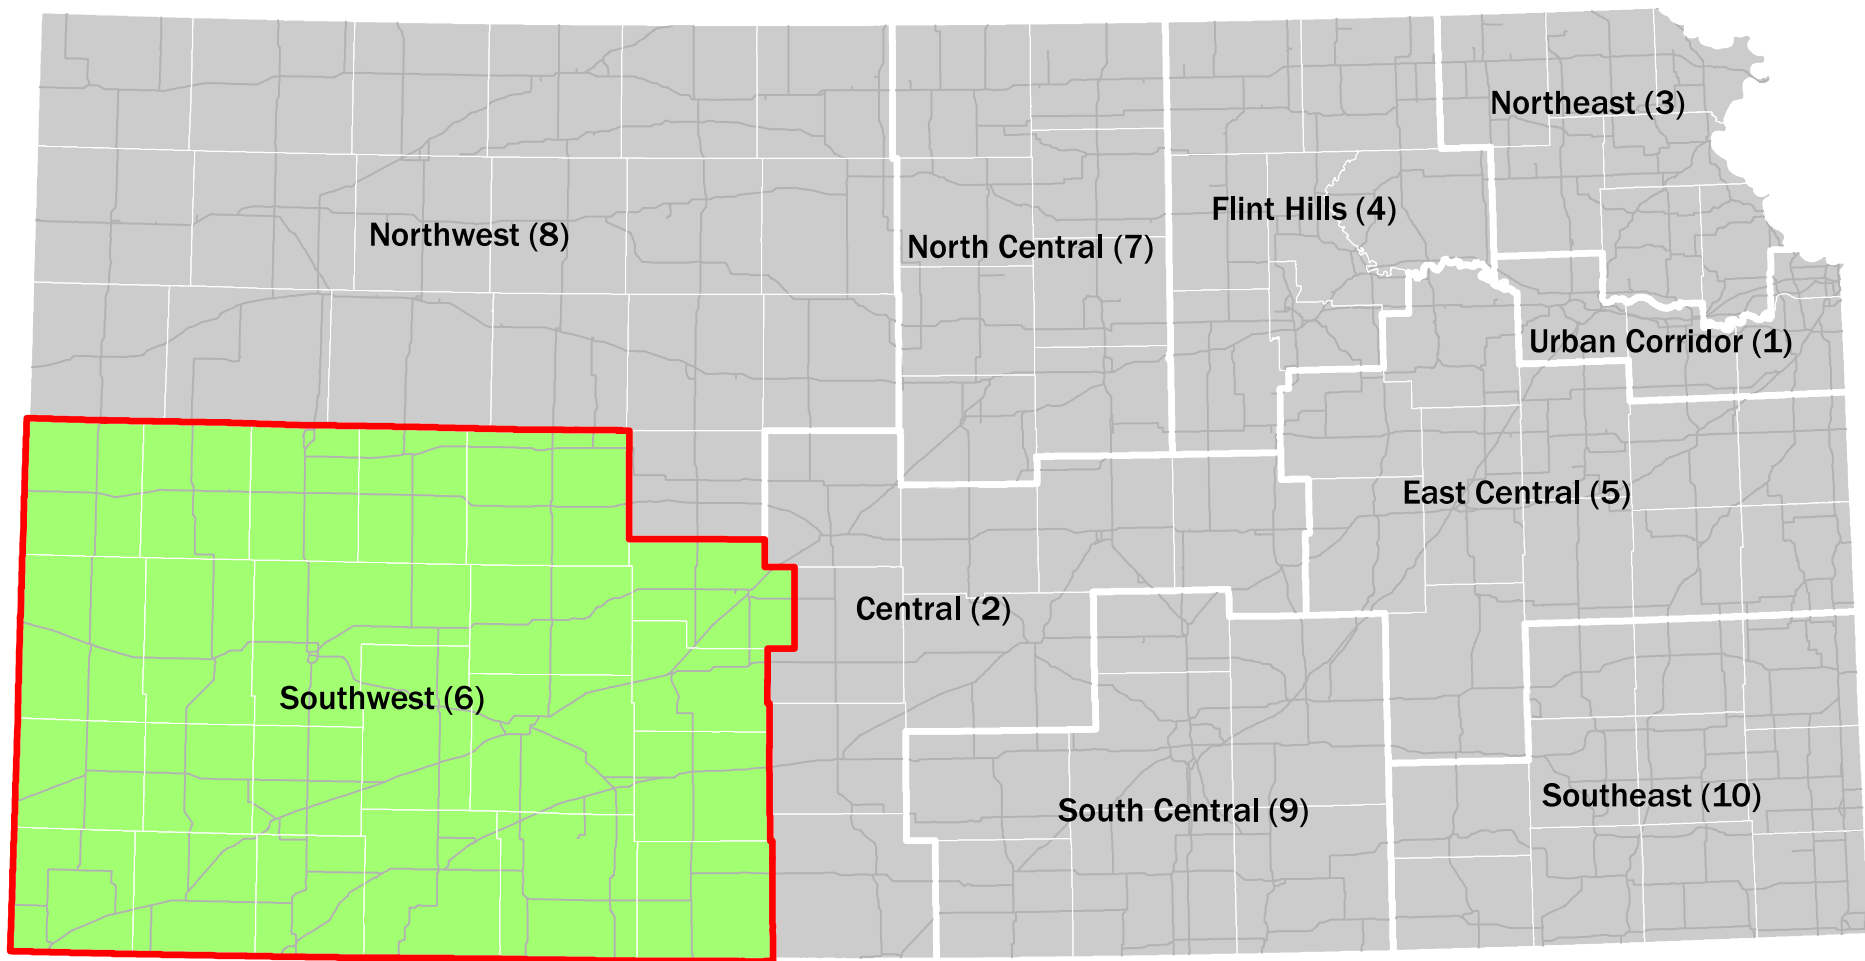 Northeast (3)
Flint Hills (4)
Northwest (8)
North Central (7)
Urban Corridor (1)
East Central (5)
Central (2)
Southwest (6)
Southeast (10)
South Central (9)